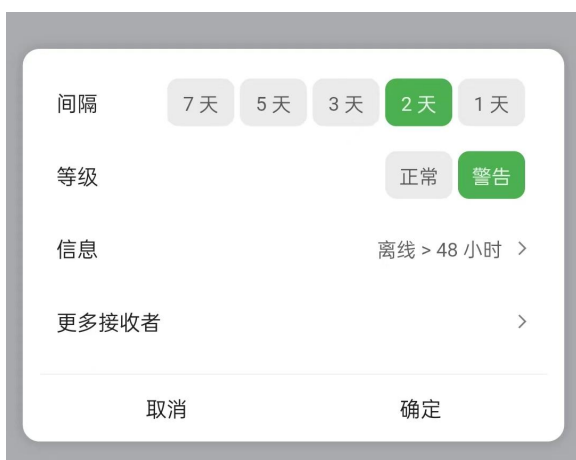 间隔 7 天 5 天 3 天 2 天 1 天
等级 正常 警告
信息 离线 > 48 小时 >
更多接收者 >
取消 确定